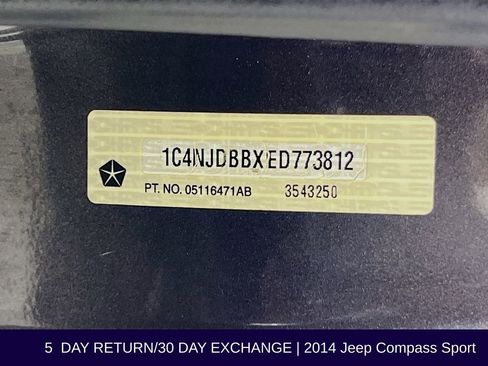 1C4NJDBBXED773812
PT. NO. 05116471AB 3543250
5 DAY RETURN/30 DAY EXCHANGE | 2014 Jeep Compass Sport